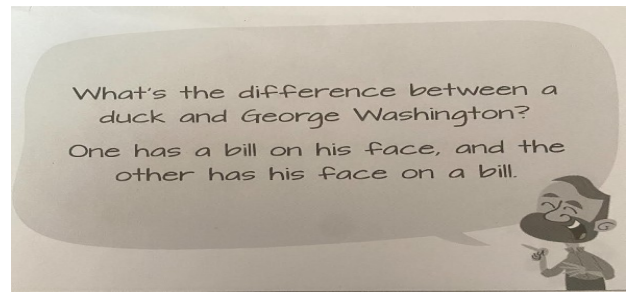 What's the difference between a
duck and George Washington?
One has a bill on his face, and the
other has his face on a bill.